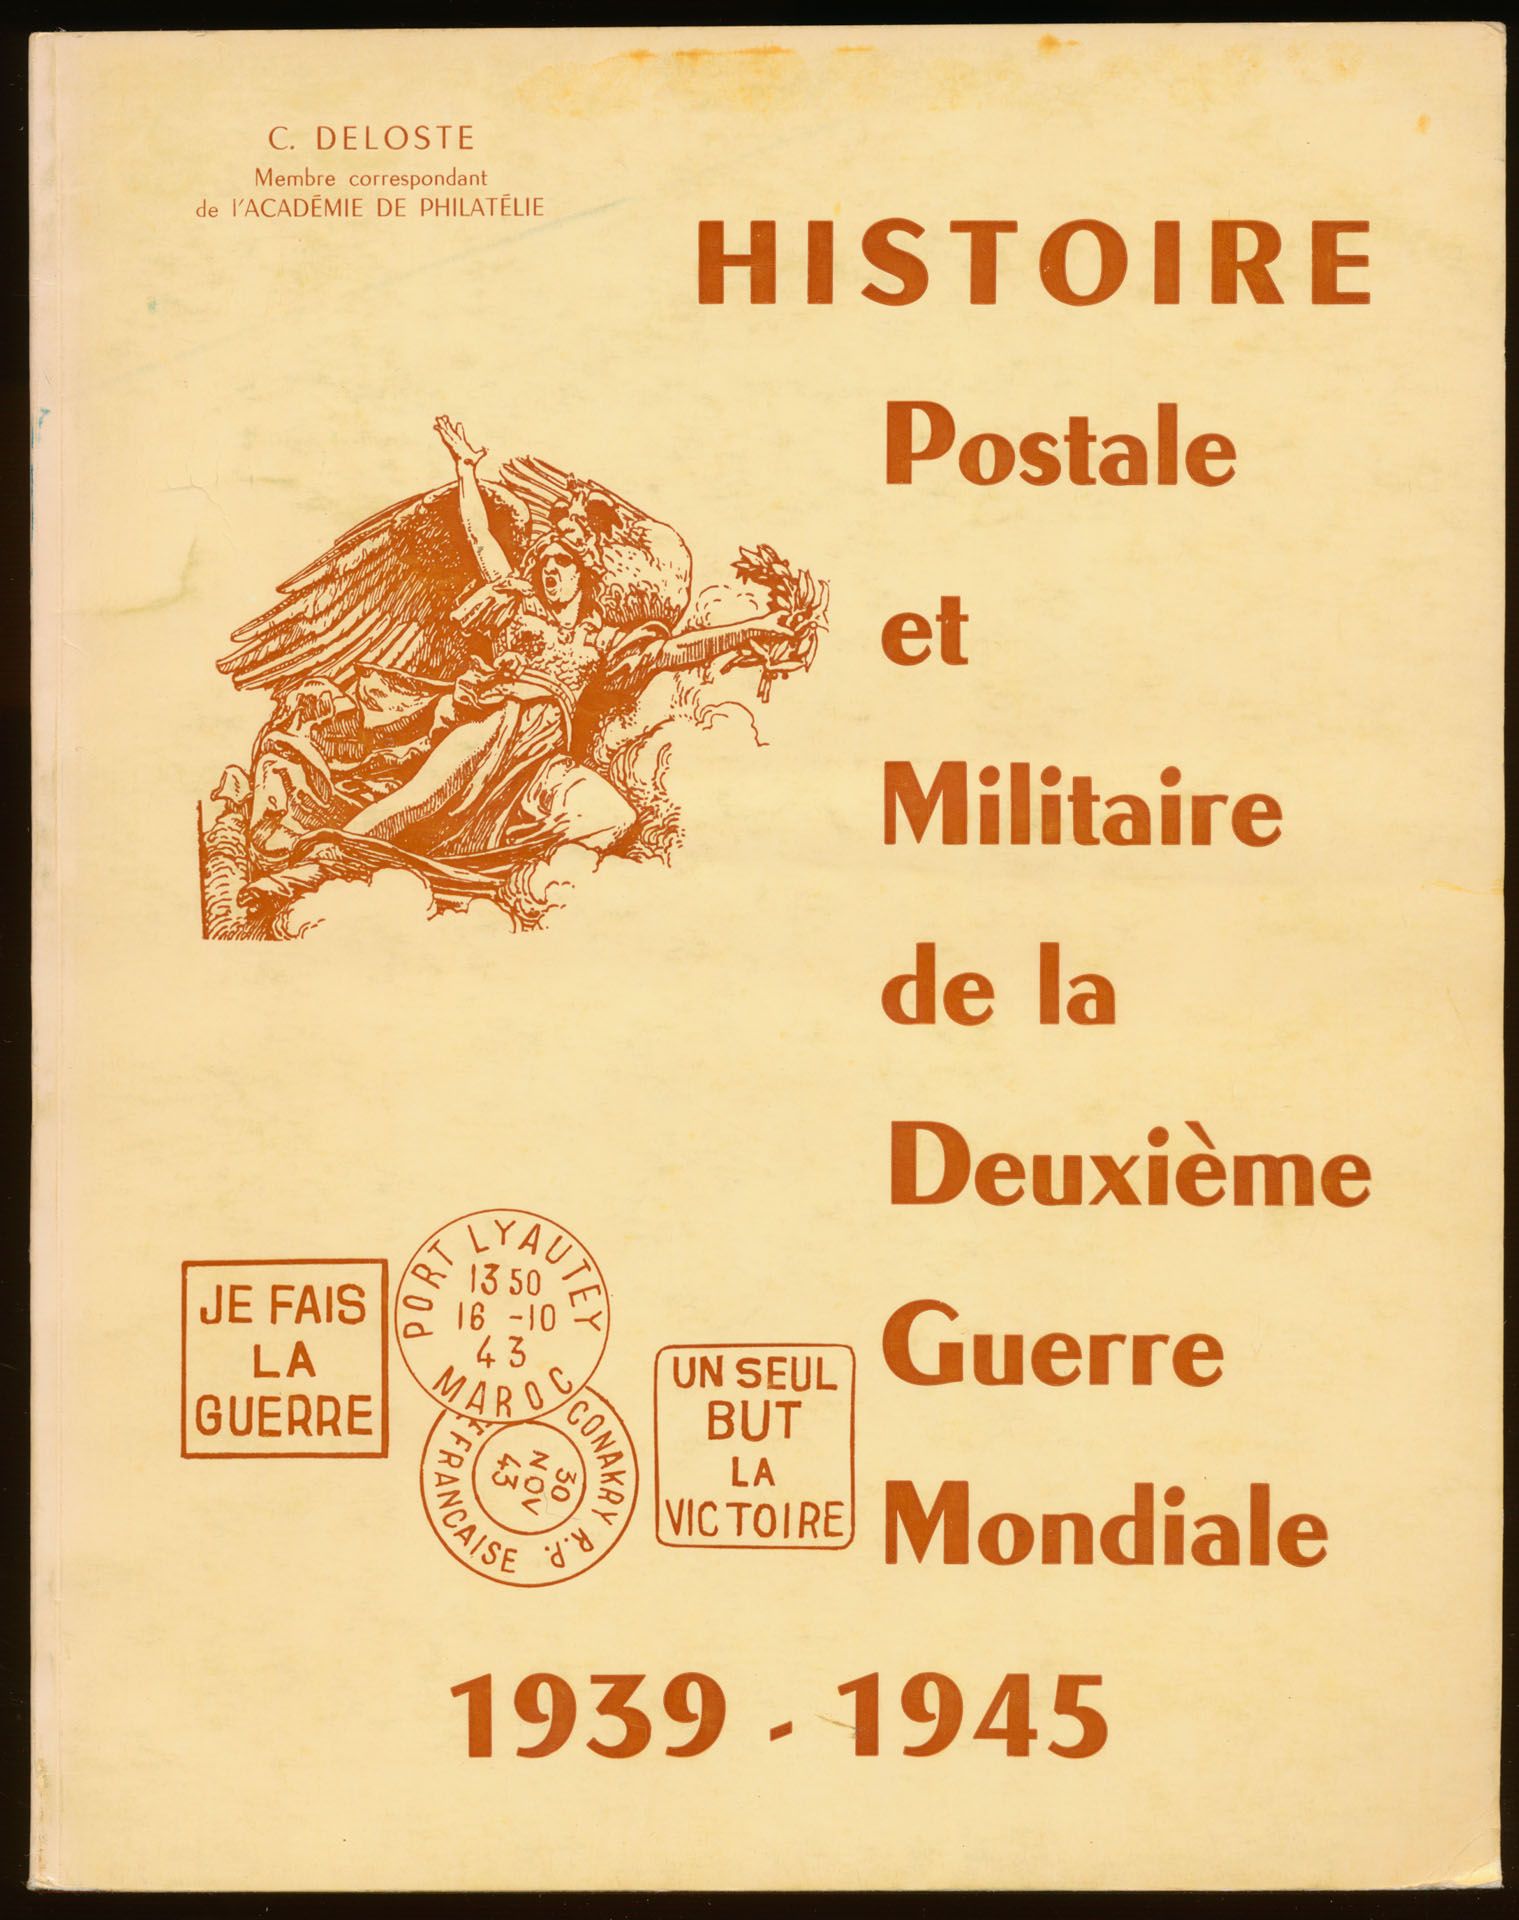 C. DELOSTE
Membre correspondant
de l'ACADÉMIE DE PHILATÉLIE
HISTOIRE
Postale
et
Militaire
de la
Deuxième
Guerre
Mondiale
JE FAIS
LA
GUERRE
PORT LYAUTEY
13 50
16 -10
43
MAROC
CONAKRY R.P.
30
NOV
43
FRANCAISE
UN SEUL
BUT
LA
VICTOIRE
1939 - 1945